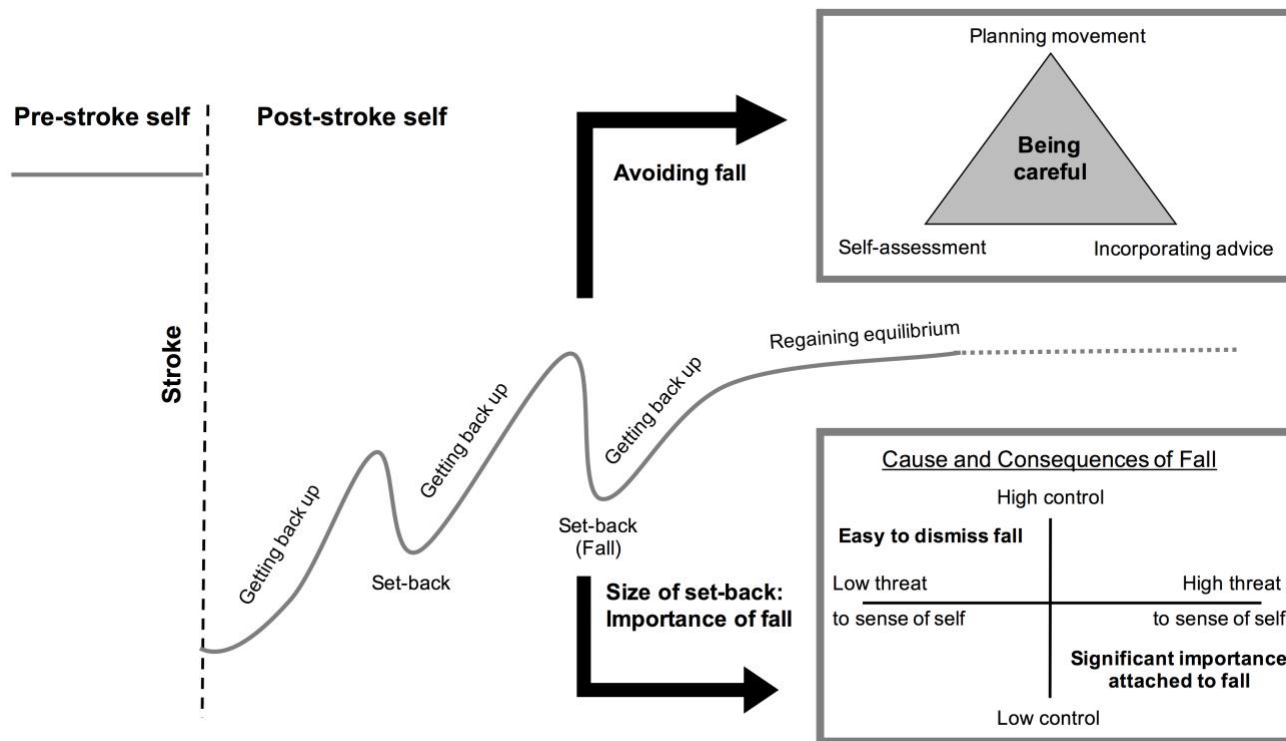 Pre-stroke self
Post-stroke self
Stroke
Getting back up
Set-back
Getting back up
Set-back
(Fall)
Getting back up
Regaining equilibrium
Avoiding fall
Planning movement
Being
careful
Self-assessment
Incorporating advice
Size of set-back:
Importance of fall
Cause and Consequences of Fall
High control
Easy to dismiss fall
Low threat
to sense of self
High threat
to sense of self
Significant importance
attached to fall
Low control